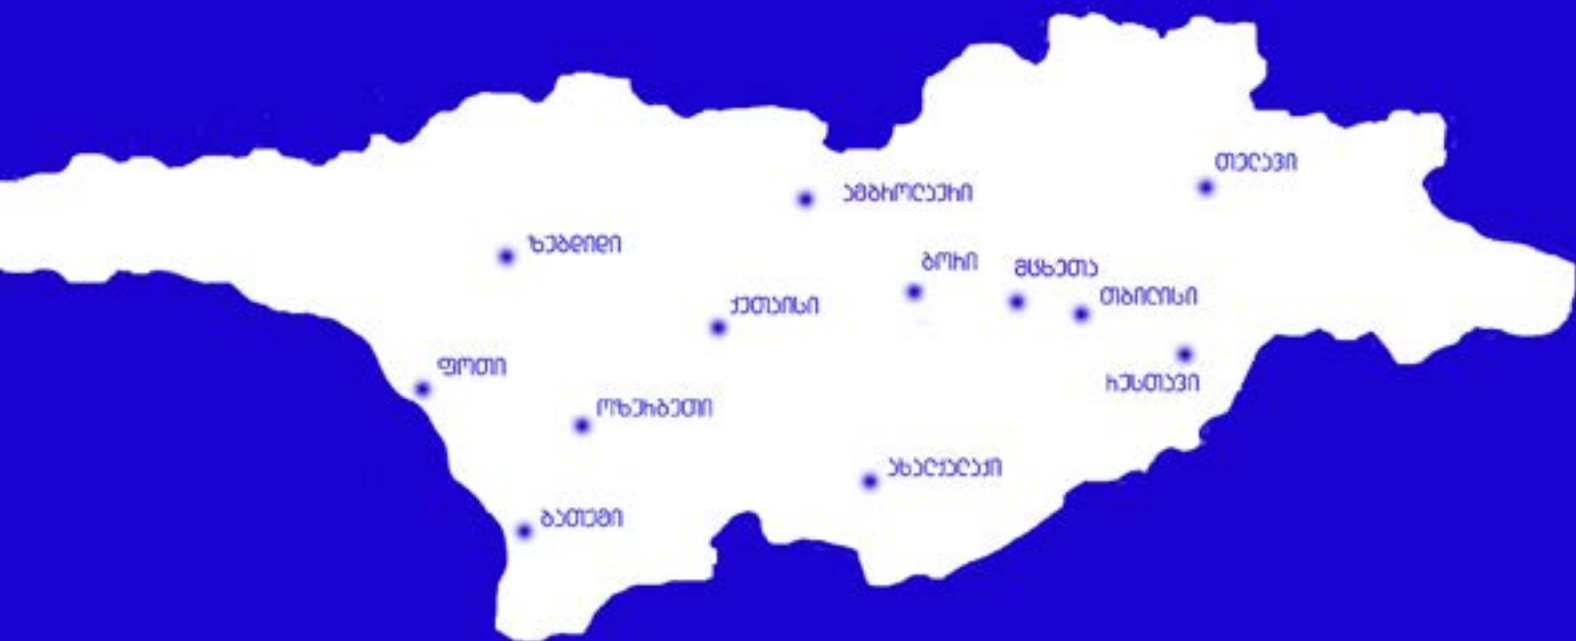 თელავი
ამბროლაური
ზუგდიდი
გორი
მცხეთა
თბილისი
ქუთაისი
ფოთი
რუსთავი
ოზურგეთი
ახალქალაქი
ბათუმი